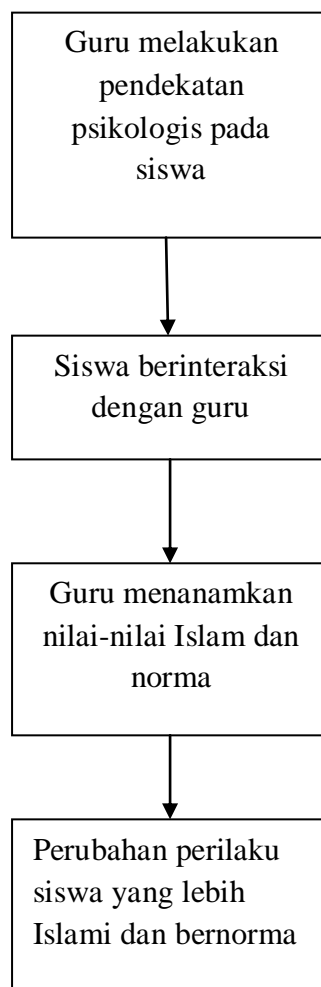 Guru melakukan
pendekatan
psikologis pada
siswa
Siswa berinteraksi
dengan guru
Guru menanamkan
nilai-nilai Islam dan
norma
Perubahan perilaku
siswa yang lebih
Islami dan bernorma